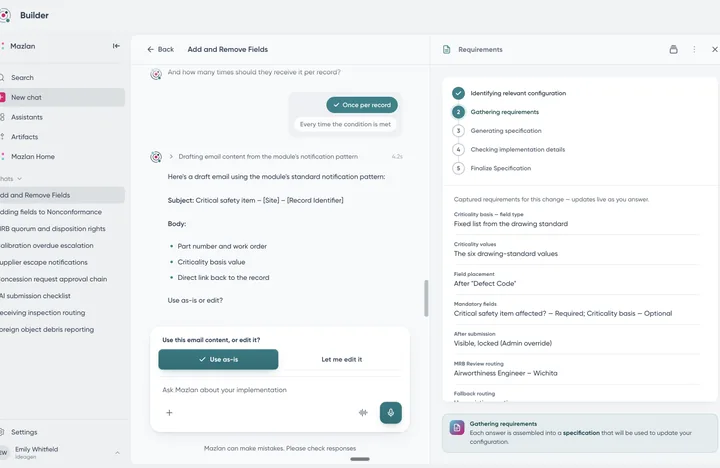 Builder
Mazlan
Search
New chat
Assistants
Artifacts
Mazlan Home
hats
dd and Remove Fields
dding fields to Nonconformance
RB quorum and disposition rights
alibration overdue escalation
upplier escape notifications
oncession request approval chain
AI submission checklist
eceiving inspection routing
oreign object debris reporting
Settings
EW
Emily Whitfield
Ideagen
Back
Add and Remove Fields
And how many times should they receive it per record?
Once per record
Every time the condition is met
Drafting email content from the module's notification pattern
4.2s
Here's a draft email using the module's standard notification pattern:
Subject: Critical safety item – [Site] – [Record Identifier]
Body:
Part number and work order
Criticality basis value
Direct link back to the record
Use as-is or edit?
Use this email content, or edit it?
Use as-is
Let me edit it
Ask Mazlan about your implementation
Mazlan can make mistakes. Please check responses
Requirements
Identifying relevant configuration
2 Gathering requirements
3 Generating specification
4 Checking implementation details
5 Finalize Specification
Captured requirements for this change — updates live as you answer.
Criticality basis — field type
Fixed list from the drawing standard
Criticality values
The six drawing-standard values
Field placement
After "Defect Code"
Mandatory fields
Critical safety item affected? — Required; Criticality basis — Optional
After submission
Visible, locked (Admin override)
MRB Review routing
Airworthiness Engineer – Wichita
Fallback routing
Gathering requirements
Each answer is assembled into a specification that will be used to update your
configuration.